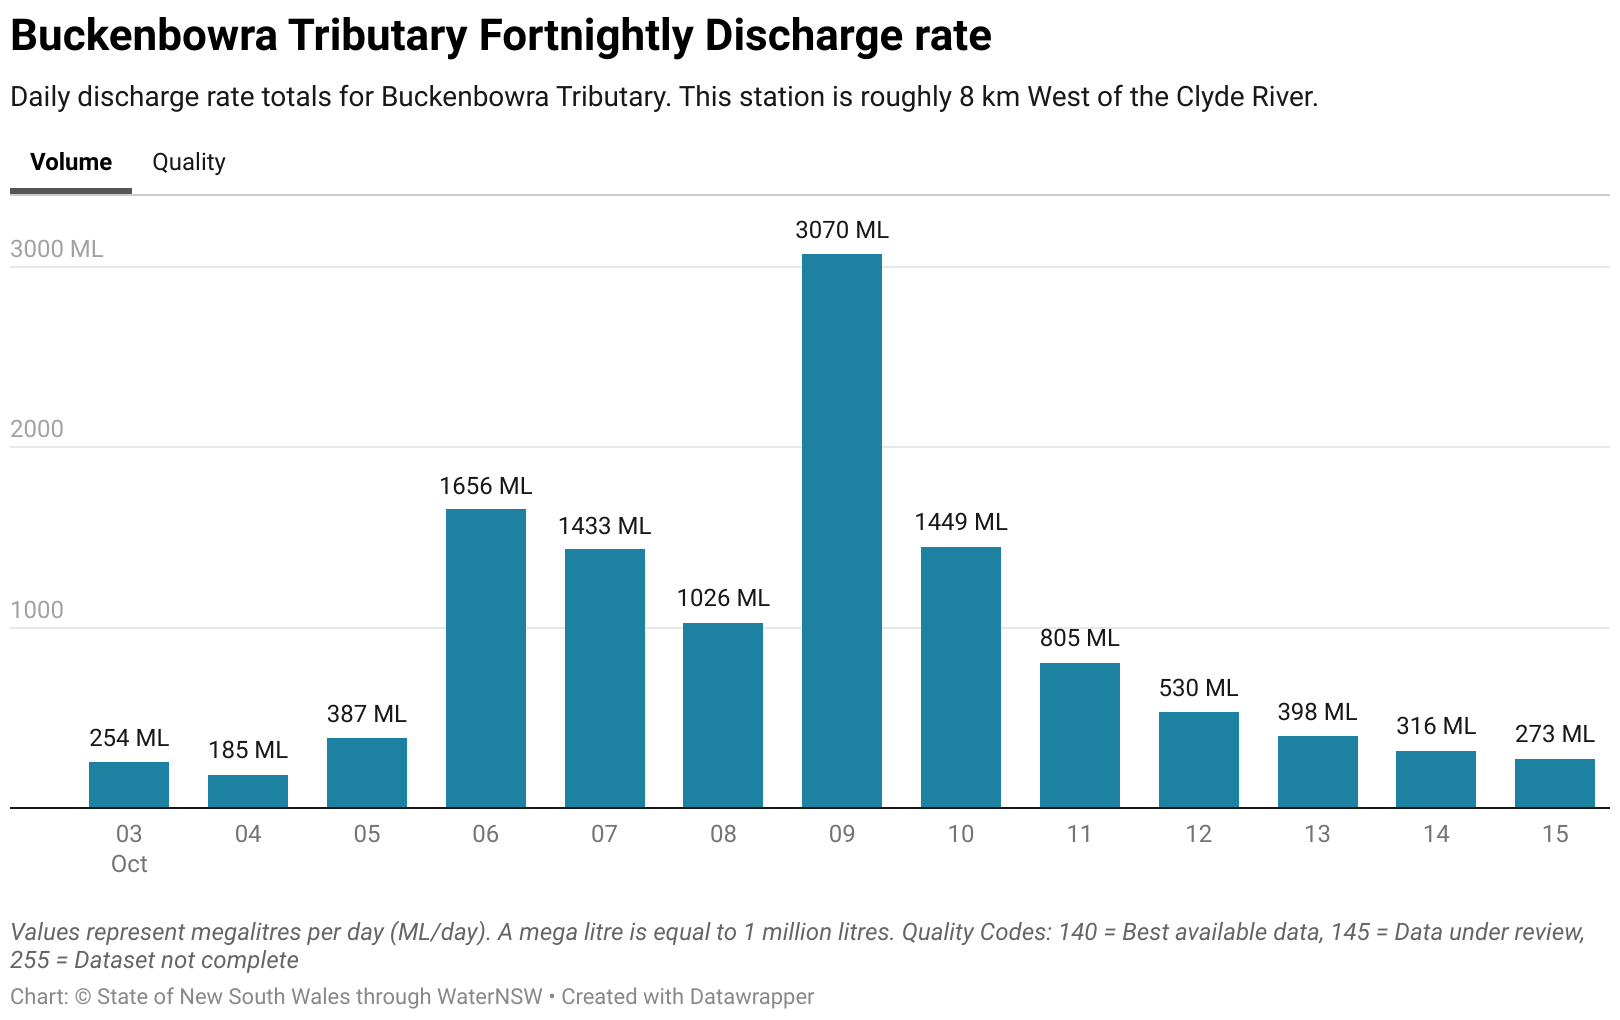 Buckenbowra Tributary Fortnightly Discharge rate
Daily discharge rate totals for Buckenbowra Tributary. This station is roughly 8 km West of the Clyde River.
Volume Quality
3070 ML
3000 ML
2000
1656 ML
1433 ML
1449 ML
1026 ML
1000
805 ML
530 ML
387 ML
398 ML
316 ML
254 ML
185 ML
273 ML
03 04 05 06 07 08 09 10 11 12 13 14 15
Oct
Values represent megalitres per day (ML/day). A mega litre is equal to 1 million litres. Quality Codes: 140 = Best available data, 145 = Data under review,
255 = Dataset not complete
Chart: © State of New South Wales through WaterNSW • Created with Datawrapper